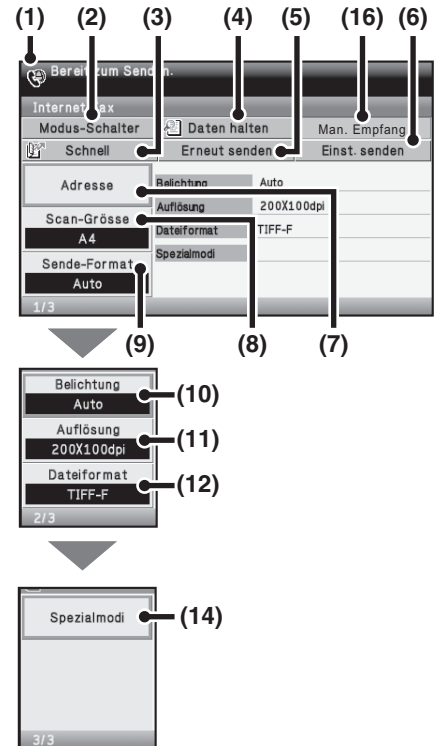 (1) (2) (3) (4) (5) (16) (6)
Bereit zum Senden.
Internet-Fax
Modus-Schalter Daten halten Man. Empfang
Schnell Erneut senden Einst. senden
Adresse Belichtung Auto
Auflösung 200X100dpi
Scan-Grösse
A4 Dateiformat TIFF-F
Sende-Format Spezialmodi
Auto
1/3
(9) (8) (7)
Belichtung (10)
Auto
Auflösung (11)
200X100dpi
Dateiformat (12)
TIFF-F
2/3
Spezialmodi (14)
3/3